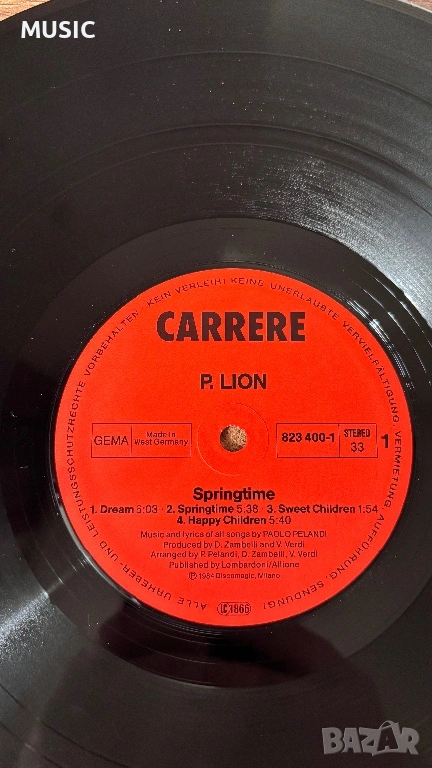 MUSIC
ALLE URHEBER- UND LEISTUNGSSCHUTZRECHTE VORBEHALTEN · KEIN VERLEIH! KEINE UNERLAUBTE VERVIELFÄLTIGUNG, VERMIETUNG, AUFFÜHRUNG, SENDUNG!
CARRERE
P. LION
GEMA
Made in
West Germany
823 400-1
STEREO
33
1
Springtime
1. Dream 6:03 · 2. Springtime 5:38 · 3. Sweet Children 1:54
4. Happy Children 5:40
Music and lyrics of all songs by PAOLO PELANDI
Produced by D. Zambelli and V. Verdi
Arranged by P. Pelandi, D. Zambelli, V. Verdi
Published by Lombardoni/Allione
Ⓟ 1984 Discomagic, Milano
LC 1866
BAZAR